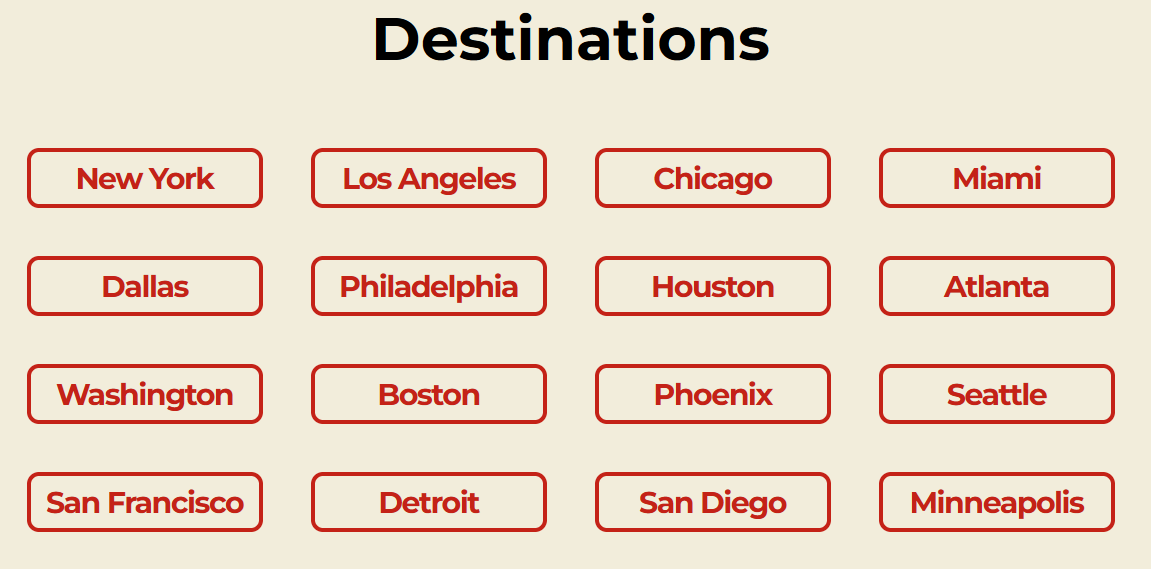 Destinations
New York
Los Angeles
Chicago
Miami
Dallas
Philadelphia
Houston
Atlanta
Washington
Boston
Phoenix
Seattle
San Francisco
Detroit
San Diego
Minneapolis